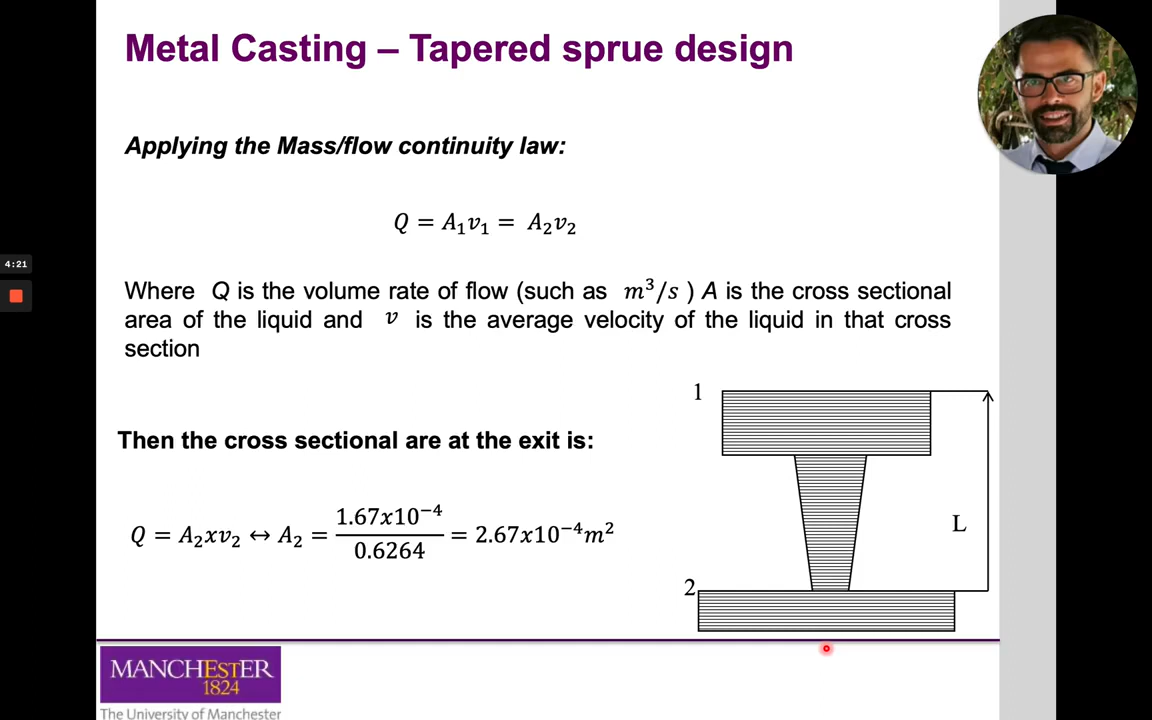 Metal Casting – Tapered sprue design
Applying the Mass/flow continuity law:
Q = A₁v₁ = A₂v₂
4:21
Where Q is the volume rate of flow (such as m³/s ) A is the cross sectional
area of the liquid and v is the average velocity of the liquid in that cross
section
1
Then the cross sectional are at the exit is:
Q = A₂xv₂ ↔ A₂ = 1.67x10⁻⁴ / 0.6264 = 2.67x10⁻⁴m²
L
2
MANCHESTER
1824
The University of Manchester